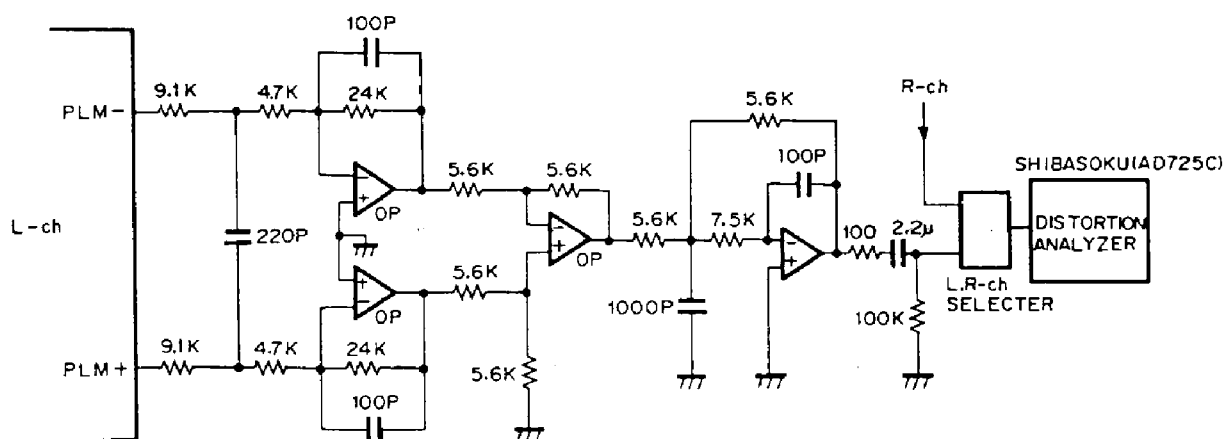 100P
9.1K
4.7K
24K
PLM-
R-ch
5.6K
100P
5.6K
5.6K
SHIBASOKU(AD725C)
OP
L-ch
220P
OP
5.6K
7.5K
100
2.2μ
DISTORTION
ANALYZER
5.6K
1000P
L.R-ch
SELECTER
OP
100K
9.1K
4.7K
24K
PLM+
5.6K
100P